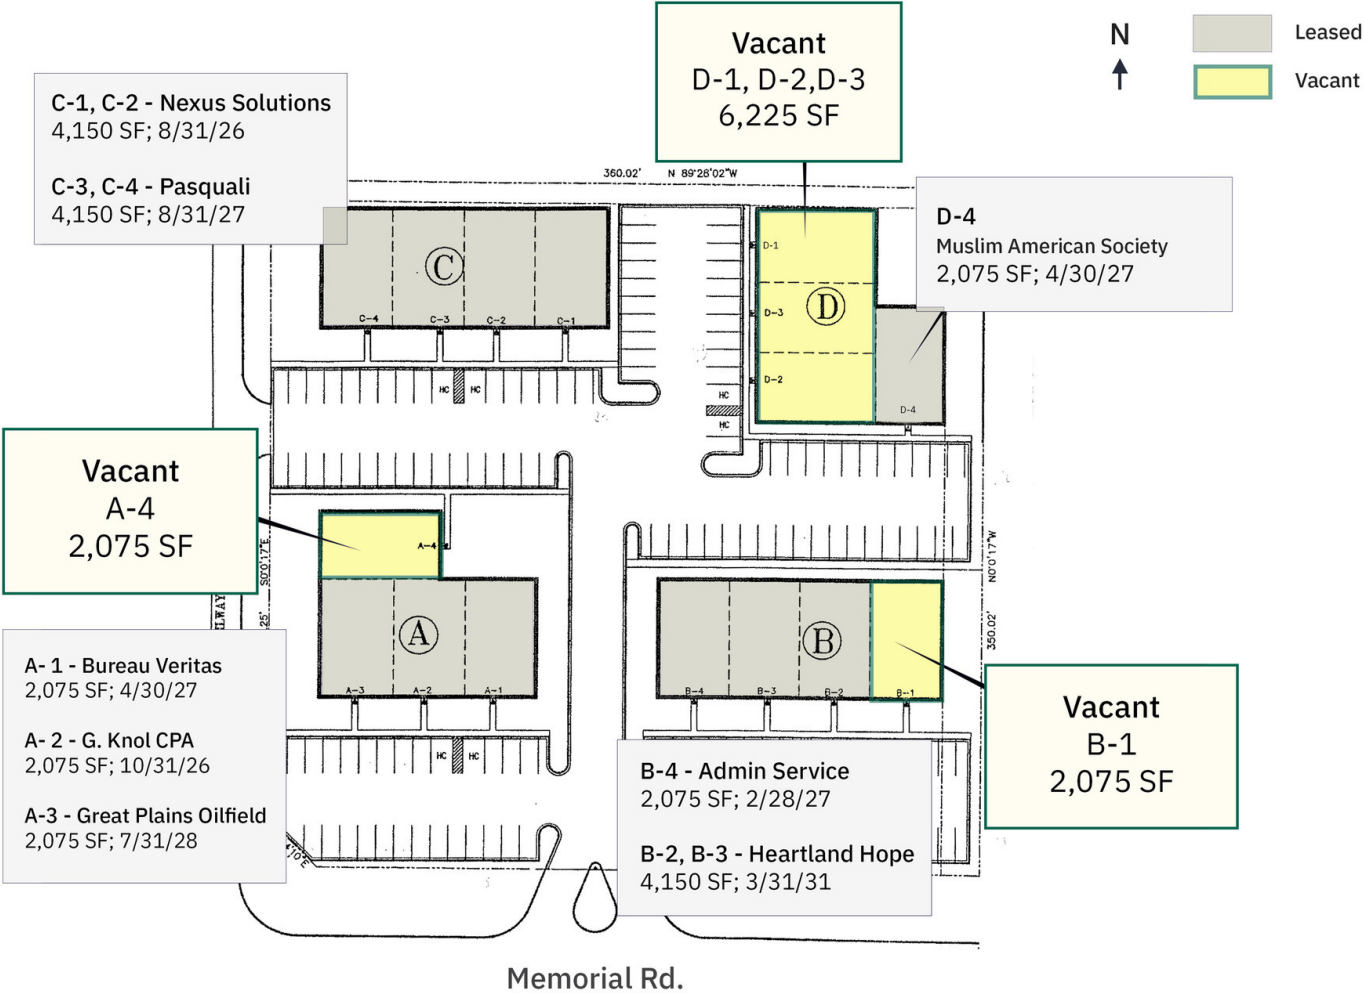 Vacant
D-1, D-2,D-3
6,225 SF
N
Leased
Vacant
C-1, C-2 - Nexus Solutions
4,150 SF; 8/31/26
C-3, C-4 - Pasquali
4,150 SF; 8/31/27
360.02' N 89°28'02"W
D-4
Muslim American Society
2,075 SF; 4/30/27
C
C-4 C-3 C-2 C-1
HC HC
D-1
D
D-3
D-2
D-4
HC
HC
Vacant
A-4
2,075 SF
A-4
S0°0'17"E
N0°0'17"W
350.02'
LWAY
25'
A
A-3 A-2 A-1
HC HC
B
B-4 B-3 B-2 B-1
A- 1 - Bureau Veritas
2,075 SF; 4/30/27
A- 2 - G. Knol CPA
2,075 SF; 10/31/26
A-3 - Great Plains Oilfield
2,075 SF; 7/31/28
B-4 - Admin Service
2,075 SF; 2/28/27
B-2, B-3 - Heartland Hope
4,150 SF; 3/31/31
Vacant
B-1
2,075 SF
Memorial Rd.